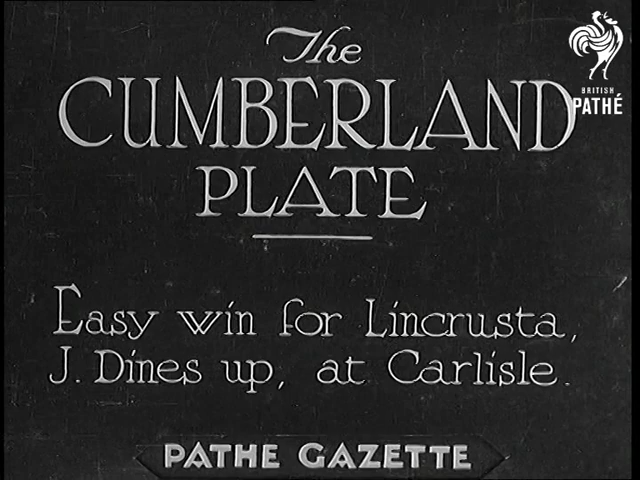 The
CUMBERLAND
PLATE
Easy win for Lincrusta,
J. Dines up, at Carlisle.
PATHE GAZETTE
BRITISH
PATHÉ